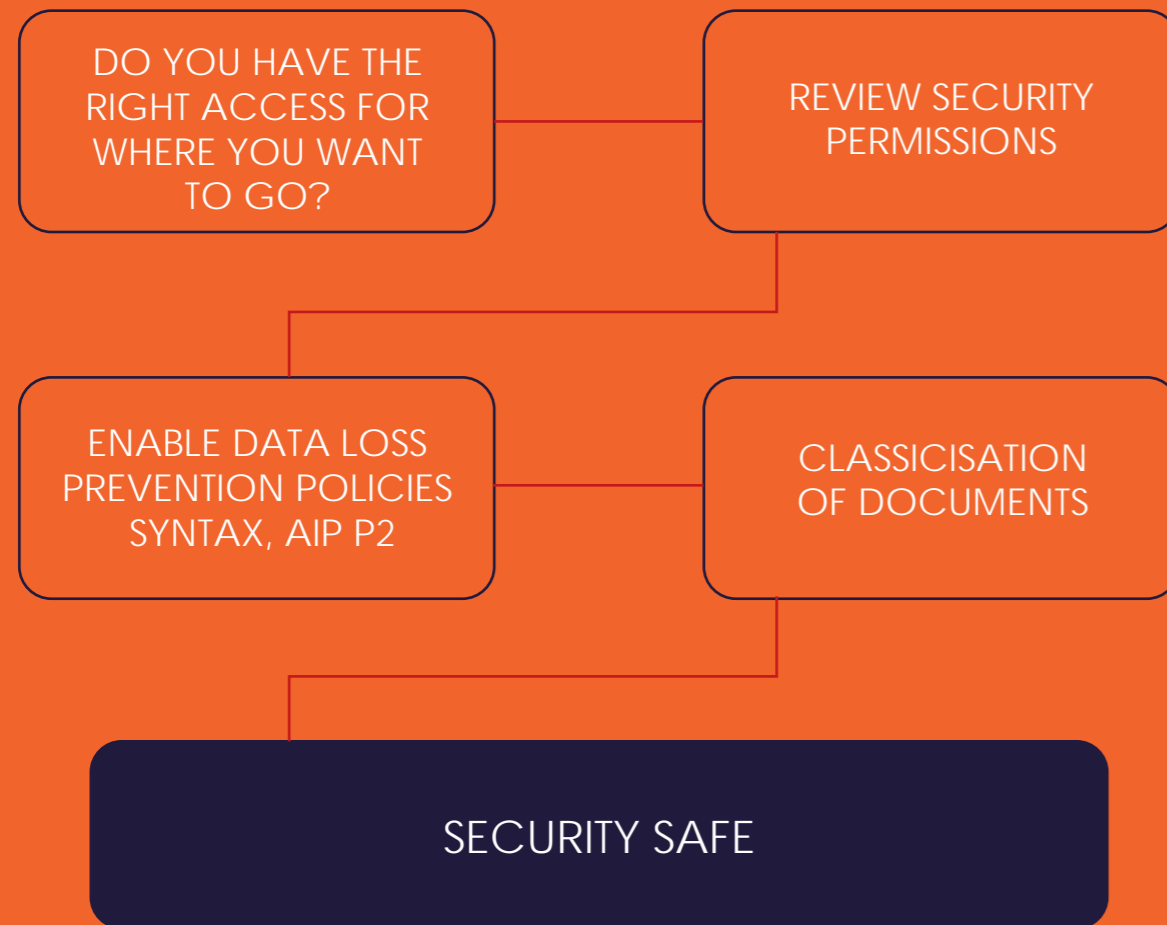 DO YOU HAVE THE
RIGHT ACCESS FOR
WHERE YOU WANT
TO GO?
REVIEW SECURITY
PERMISSIONS
ENABLE DATA LOSS
PREVENTION POLICIES
SYNTAX, AIP P2
CLASSICISATION
OF DOCUMENTS
SECURITY SAFE